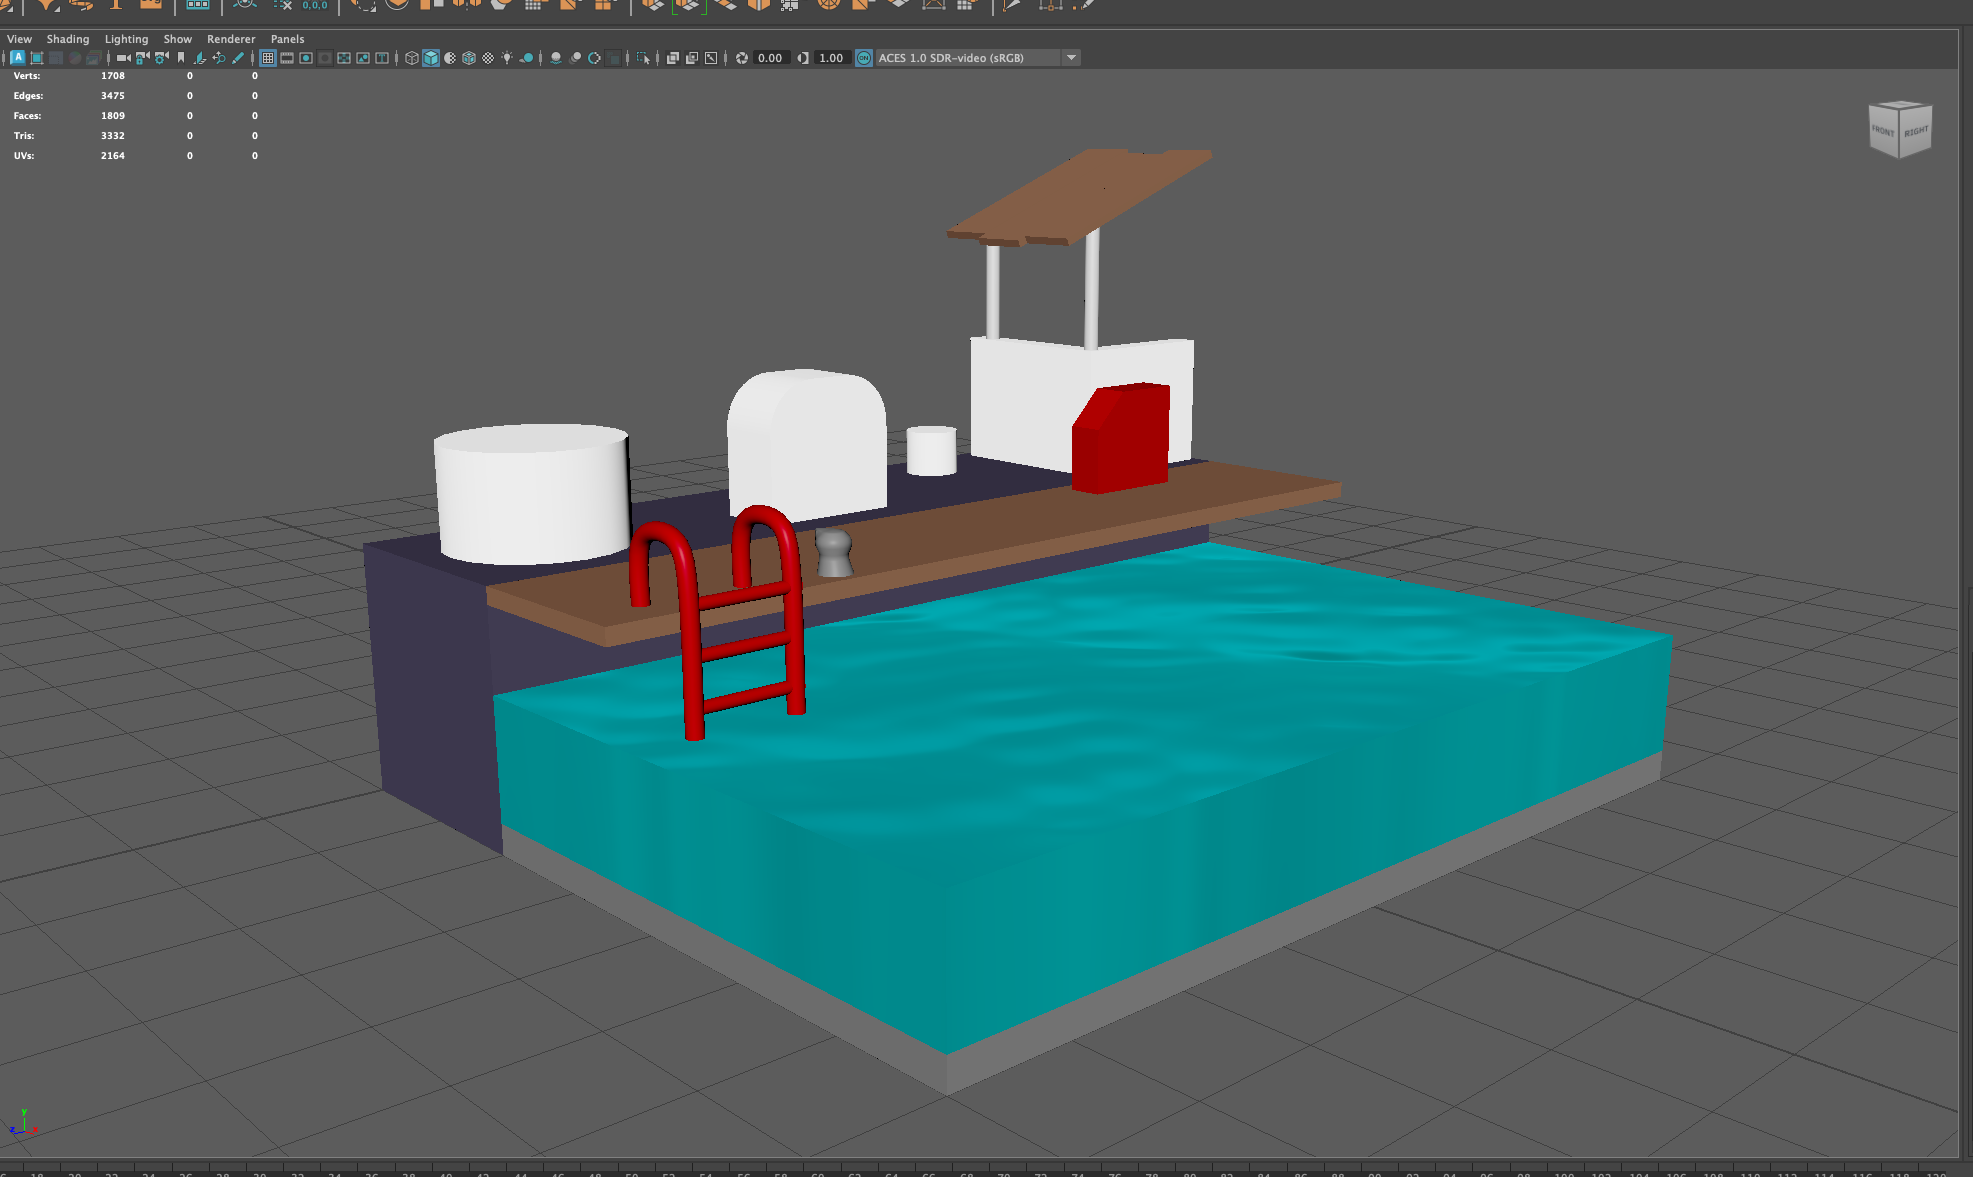 0,0,0
View Shading Lighting Show Renderer Panels
0.00 1.00 ON ACES 1.0 SDR-video (sRGB)
Verts: 1708 0 0
Edges: 3475 0 0
Faces: 1809 0 0
Tris: 3332 0 0
UVs: 2164 0 0
FRONT RIGHT
y
z x